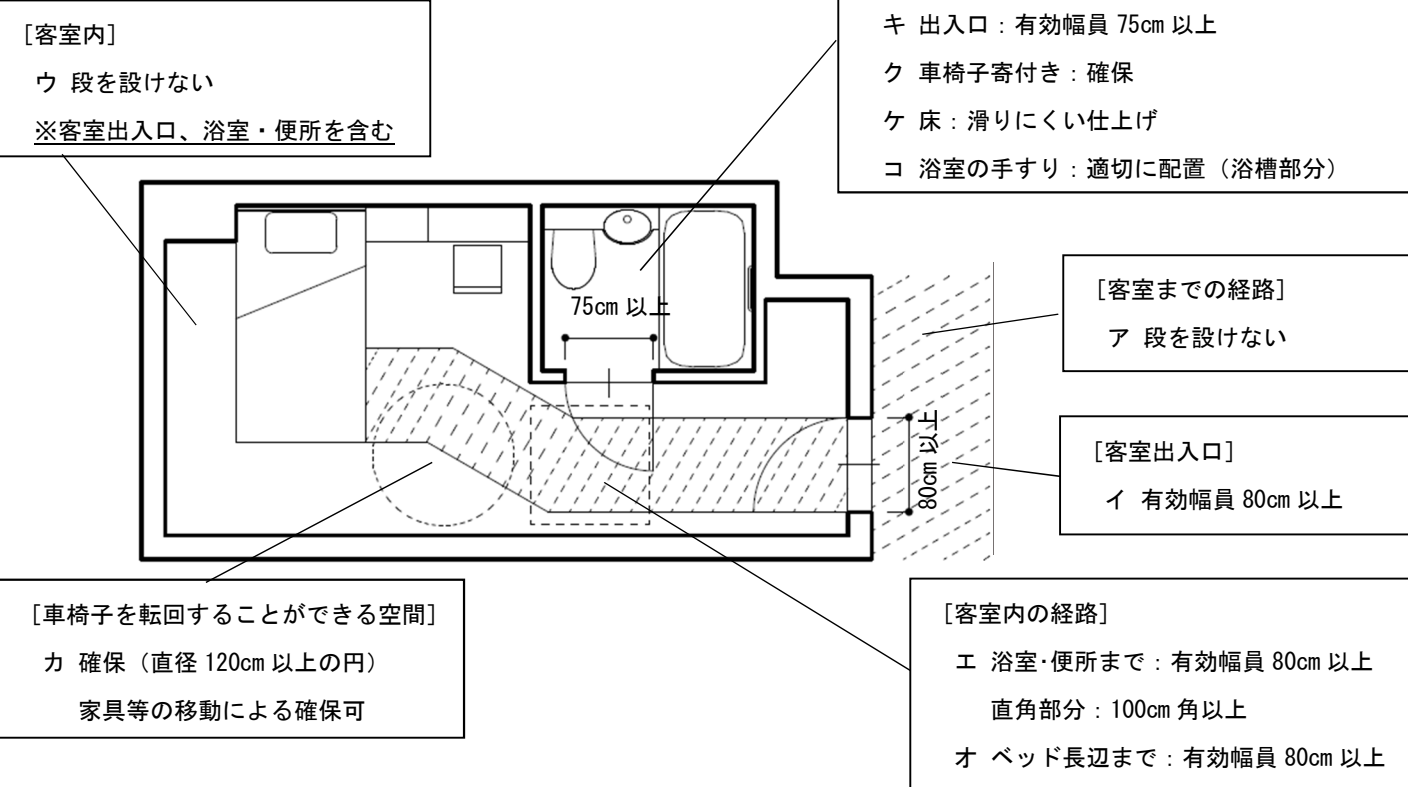 [客室内]
ウ 段を設けない
※客室出入口、浴室・便所を含む
キ 出入口：有効幅員 75cm 以上
ク 車椅子寄付き：確保
ケ 床：滑りにくい仕上げ
コ 浴室の手すり：適切に配置（浴槽部分）
75cm 以上
[客室までの経路]
ア 段を設けない
80cm 以上
[客室出入口]
イ 有効幅員 80cm 以上
[車椅子を転回することができる空間]
カ 確保（直径 120cm 以上の円）
家具等の移動による確保可
[客室内の経路]
エ 浴室･便所まで：有効幅員 80cm 以上
直角部分：100cm 角以上
オ ベッド長辺まで：有効幅員 80cm 以上